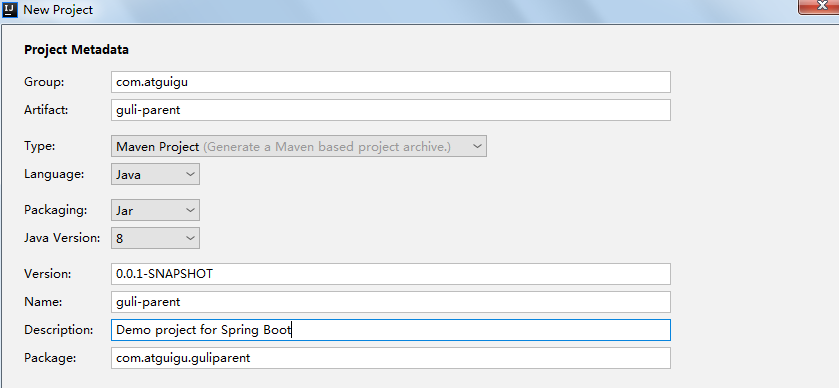 IJ New Project
Project Metadata
Group: com.atguigu
Artifact: guli-parent
Type: Maven Project (Generate a Maven based project archive.)
Language: Java
Packaging: Jar
Java Version: 8
Version: 0.0.1-SNAPSHOT
Name: guli-parent
Description: Demo project for Spring Boot
Package: com.atguigu.guliparent